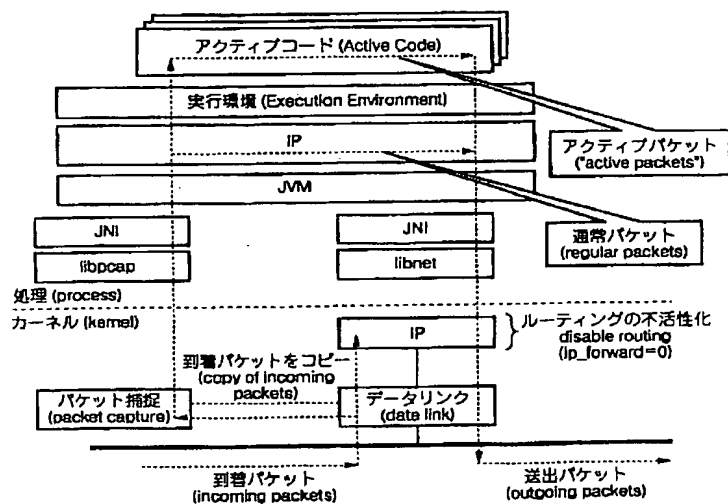 アクティブコード (Active Code)
実行環境 (Execution Environment)
IP
アクティブパケット
("active packets")
JVM
JNI
JNI
通常パケット
(regular packets)
libpcap
libnet
処理 (process)
カーネル (kernel)
IP
ルーティングの不活性化
disable routing
(ip_forward=0)
到着パケットをコピー
(copy of incoming
packets)
パケット捕捉
(packet capture)
データリンク
(date link)
到着パケット
(incoming packets)
送出パケット
(outgoing packets)